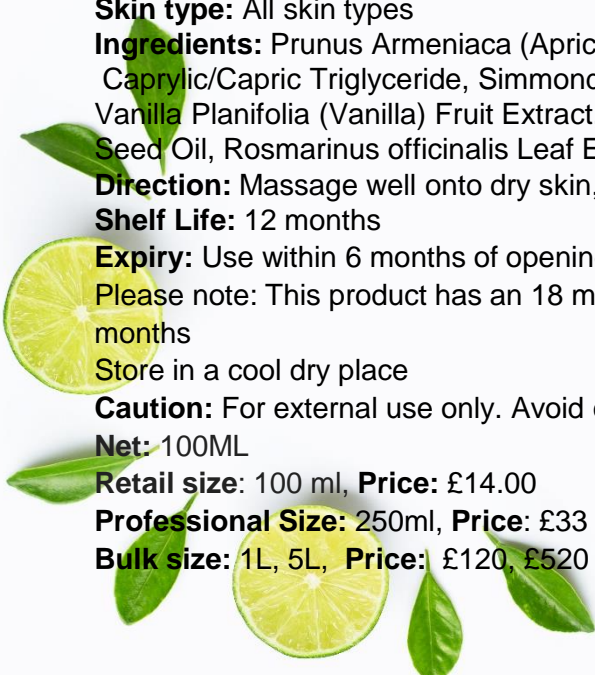 Skin type: All skin types
Ingredients: Prunus Armeniaca (Apric
Caprylic/Capric Triglyceride, Simmond
Vanilla Planifolia (Vanilla) Fruit Extract
Seed Oil, Rosmarinus officinalis Leaf E
Direction: Massage well onto dry skin,
Shelf Life: 12 months
Expiry: Use within 6 months of openin
Please note: This product has an 18 m
months
Store in a cool dry place
Caution: For external use only. Avoid
Net: 100ML
Retail size: 100 ml, Price: £14.00
Professional Size: 250ml, Price: £33
Bulk size: 1L, 5L, Price: £120, £520